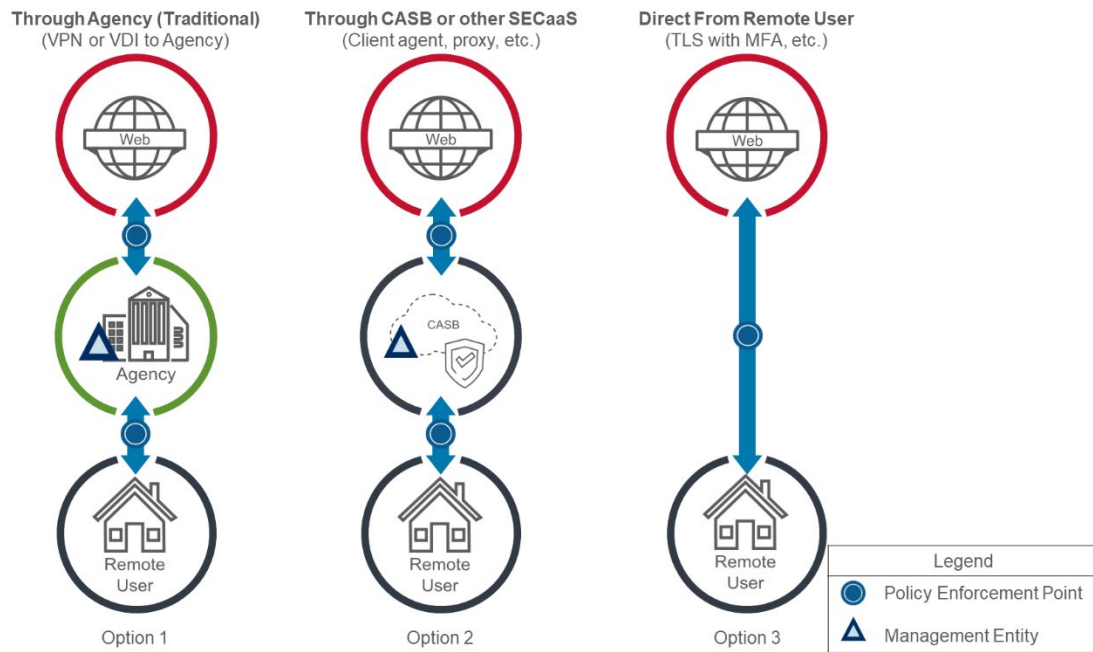 Through Agency (Traditional)
(VPN or VDI to Agency)
Through CASB or other SECaaS
(Client agent, proxy, etc.)
Direct From Remote User
(TLS with MFA, etc.)
Web
Web
Web
Agency
CASB
Remote
User
Remote
User
Remote
User
Option 1
Option 2
Option 3
Legend
Policy Enforcement Point
Management Entity